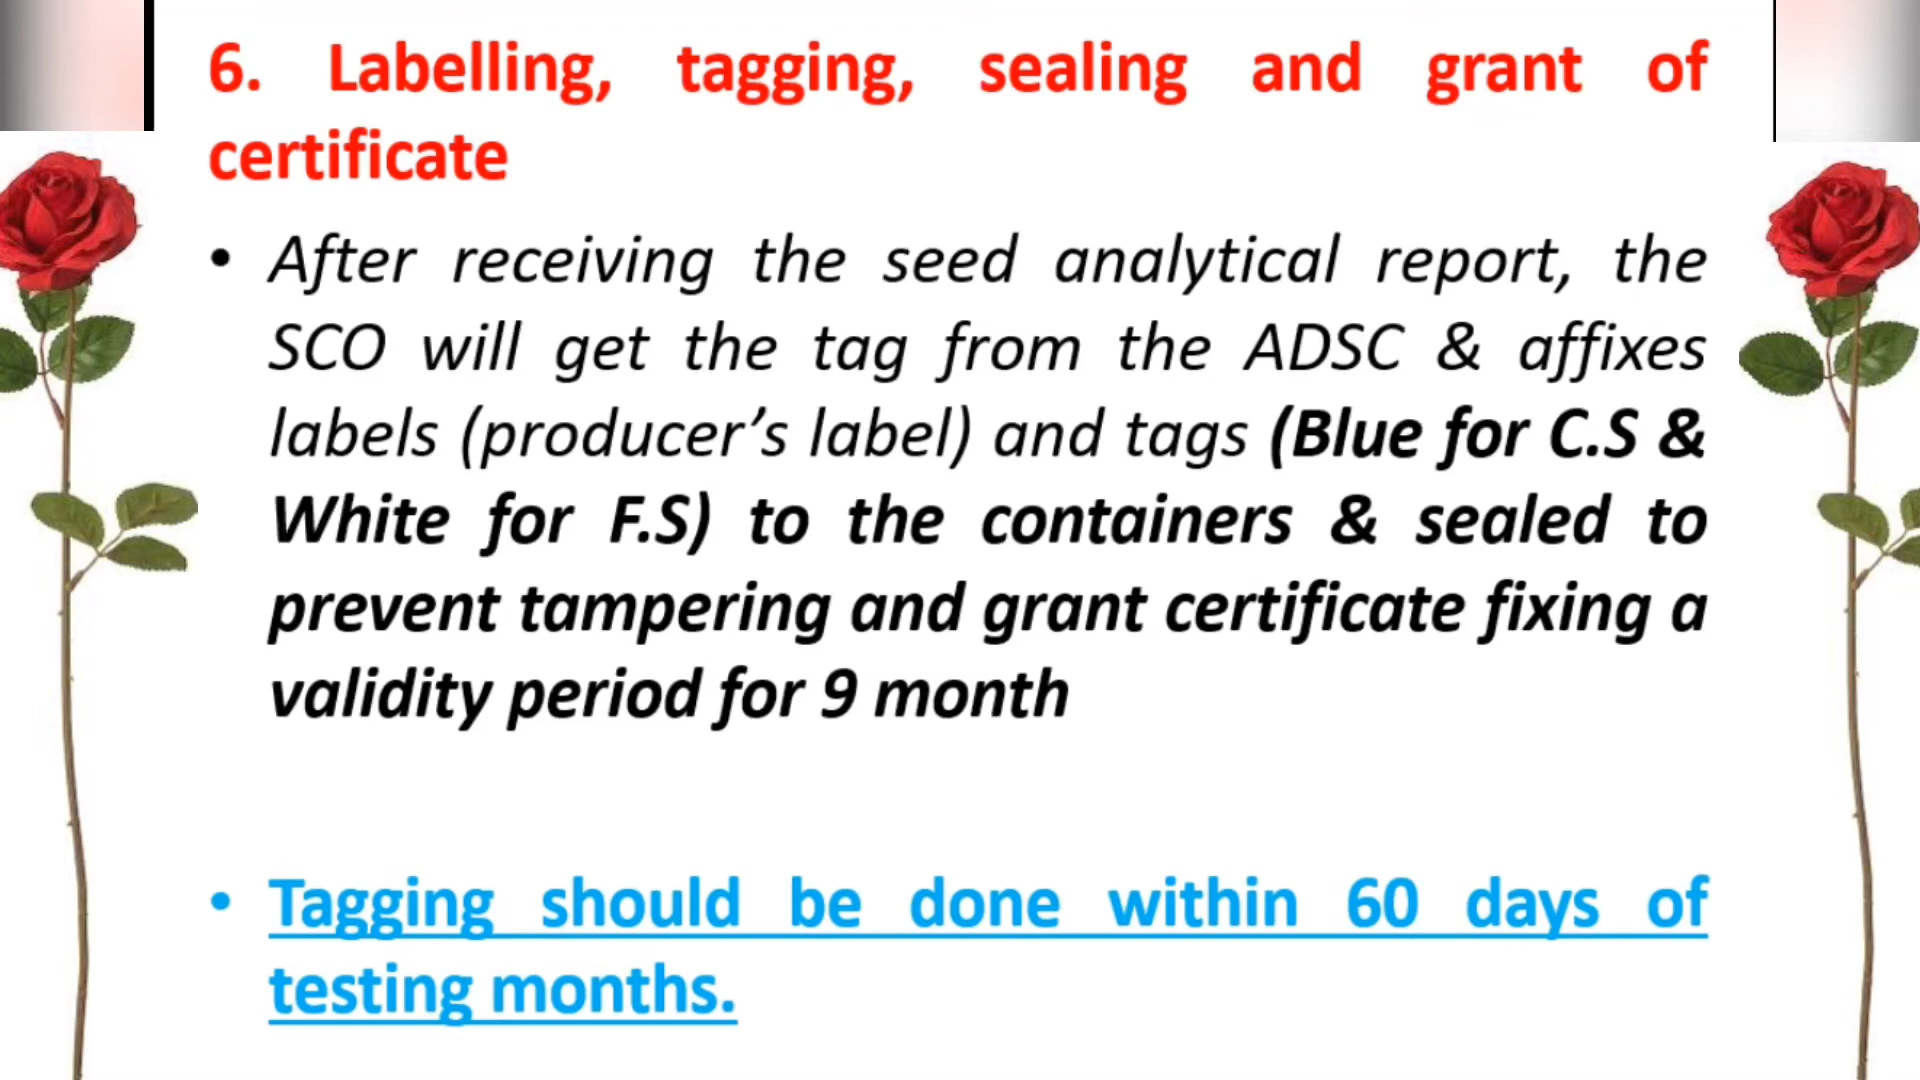 6. Labelling, tagging, sealing and grant of
certificate
• After receiving the seed analytical report, the
SCO will get the tag from the ADSC & affixes
labels (producer’s label) and tags (Blue for C.S &
White for F.S) to the containers & sealed to
prevent tampering and grant certificate fixing a
validity period for 9 month
• Tagging should be done within 60 days of
testing months.